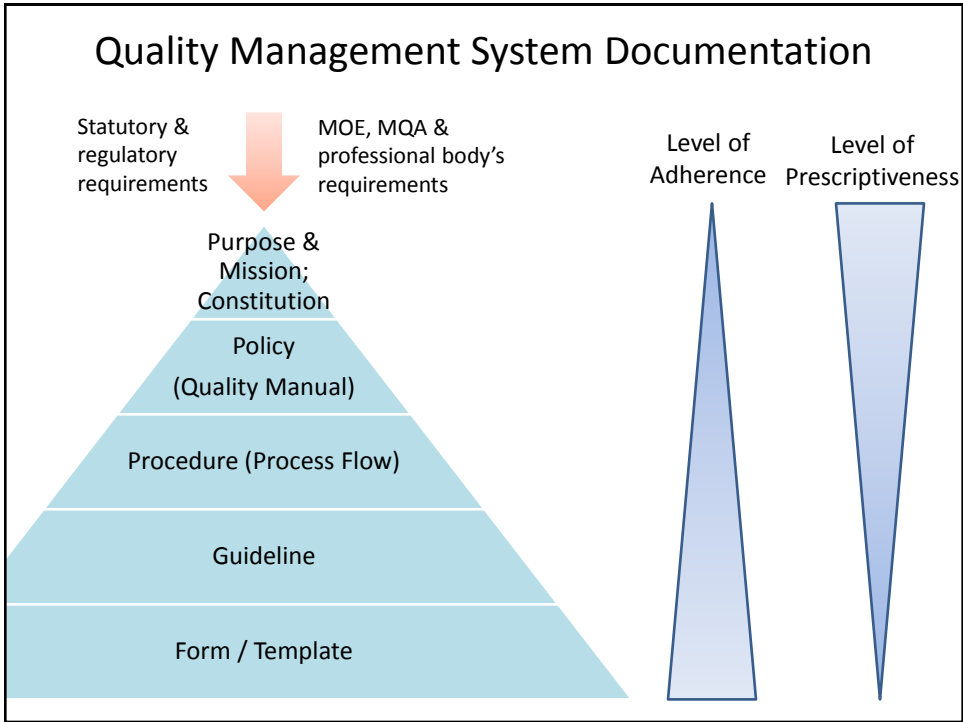 Quality Management System Documentation
Statutory &
regulatory
requirements
MOE, MQA &
professional body’s
requirements
Level of
Adherence
Level of
Prescriptiveness
Purpose &
Mission;
Constitution
Policy
(Quality Manual)
Procedure (Process Flow)
Guideline
Form / Template